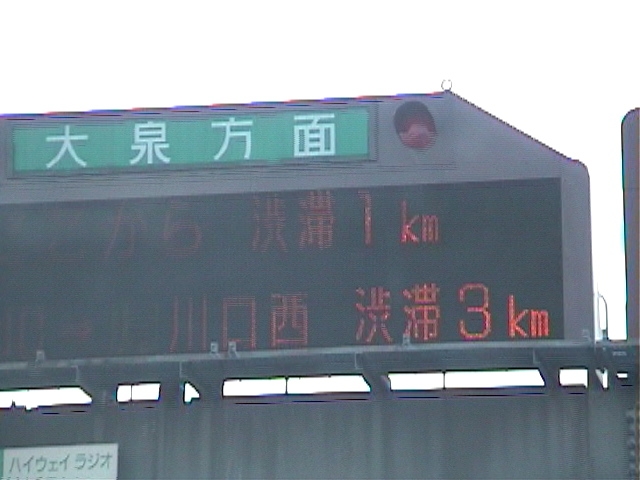 大泉方面
から 渋滞 1 km
川口西 渋滞 3 km
ハイウェイ ラジオ